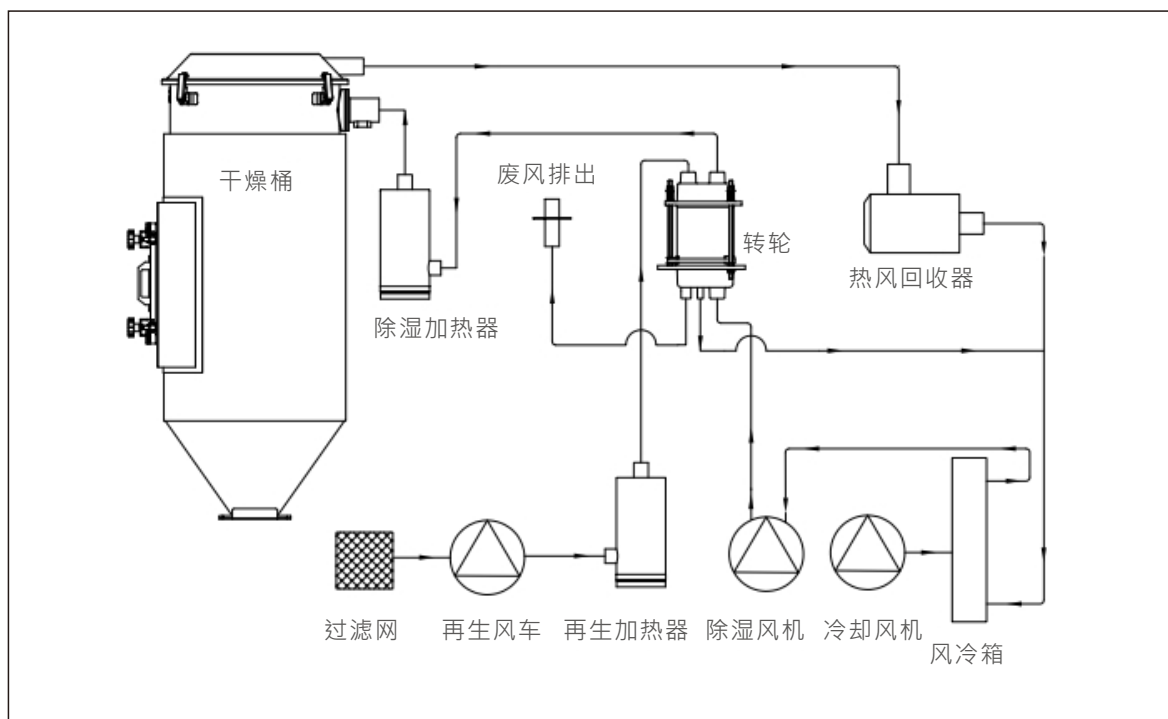 干燥桶
废风排出
转轮
热风回收器
除湿加热器
过滤网
再生风车
再生加热器
除湿风机
冷却风机
风冷箱